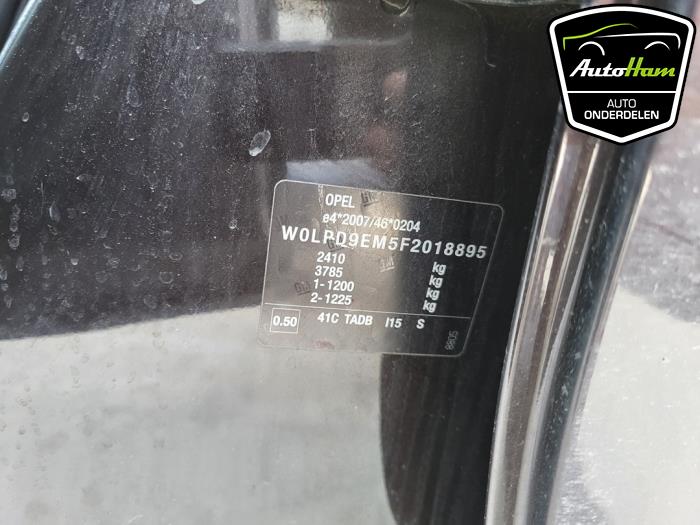 AutoHam
AUTO
ONDERDELEN
OPEL
e4*2007/46*0204
W0LPD9EM5F2018895
2410 kg
3785 kg
1-1200 kg
2-1225 kg
0.50 41C TADB I15 S
8805